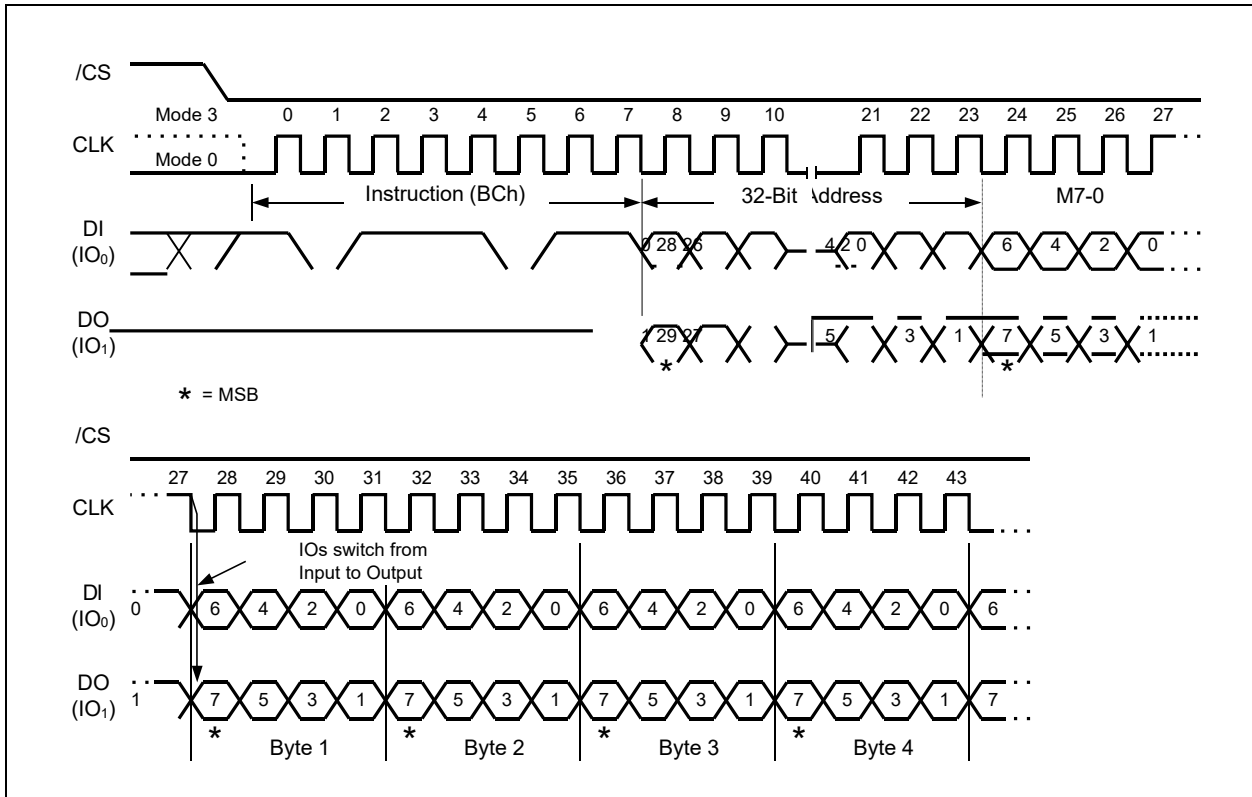 /CS
Mode 3 0 1 2 3 4 5 6 7 8 9 10 21 22 23 24 25 26 27
CLK
Mode 0
Instruction (BCh) 32-Bit Address M7-0
DI
(IO₀) 0 28 26 4 2 0 6 4 2 0
DO
(IO₁) 1 29 27 5 3 1 7 5 3 1
* *
* = MSB
/CS
27 28 29 30 31 32 33 34 35 36 37 38 39 40 41 42 43
CLK
IOs switch from
Input to Output
DI
(IO₀) 0 6 4 2 0 6 4 2 0 6 4 2 0 6 4 2 0 6
DO
(IO₁) 1 7 5 3 1 7 5 3 1 7 5 3 1 7 5 3 1 7
* * * *
Byte 1 Byte 2 Byte 3 Byte 4